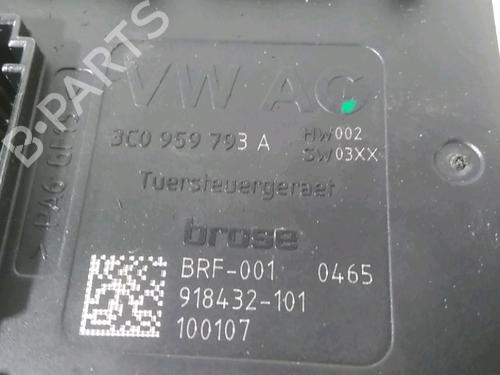 VW AG
3C0 959 793 A HW002
SW03XX
Tuersteuergeraet
brose
BRF-001 0465
918432-101
100107
B-PARTS